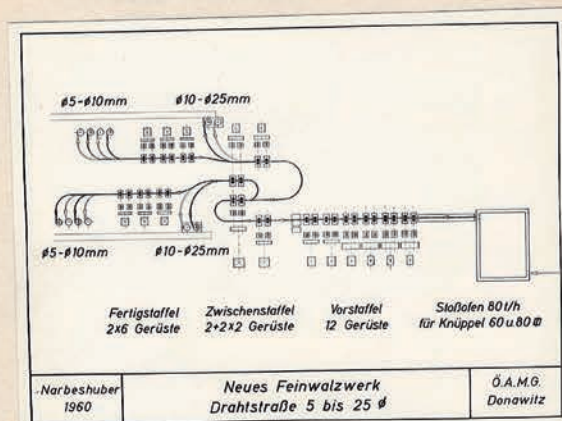 ø5-ø10mm
ø10-ø25mm
ø5-ø10mm
ø10-ø25mm
Fertigstaffel
2x6 Gerüste
Zwischenstaffel
2+2x2 Gerüste
Vorstaffel
12 Gerüste
Stoßofen 80t/h
für Knüppel 60 u. 80 ⌀
Narbeshuber
1960
Neues Feinwalzwerk
Drahtstraße 5 bis 25 ø
Ö.A.M.G.
Donawitz